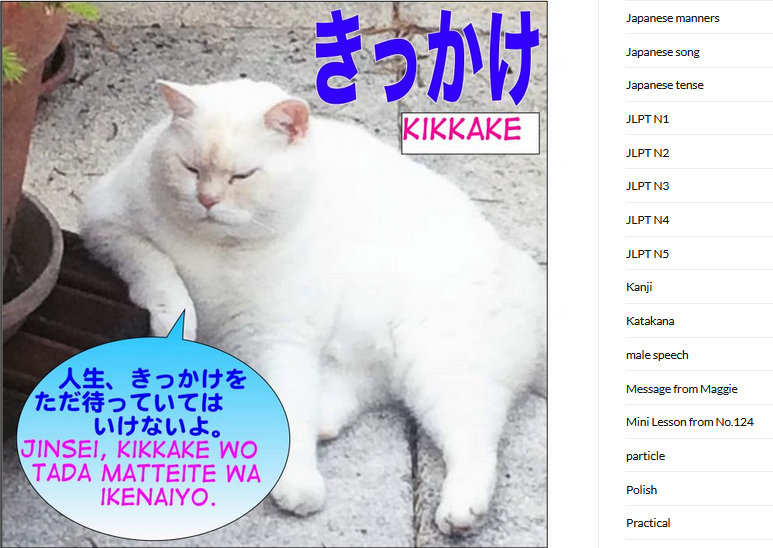 きっかけ
KIKKAKE
人生、きっかけを
ただ待っていては
いけないよ。
JINSEI, KIKKAKE WO
TADA MATTEITE WA
IKENAIYO.
Japanese manners
Japanese song
Japanese tense
JLPT N1
JLPT N2
JLPT N3
JLPT N4
JLPT N5
Kanji
Katakana
male speech
Message from Maggie
Mini Lesson from No.124
particle
Polish
Practical